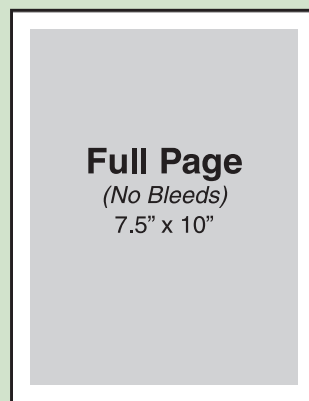 Full Page
(No Bleeds)
7.5” x 10”